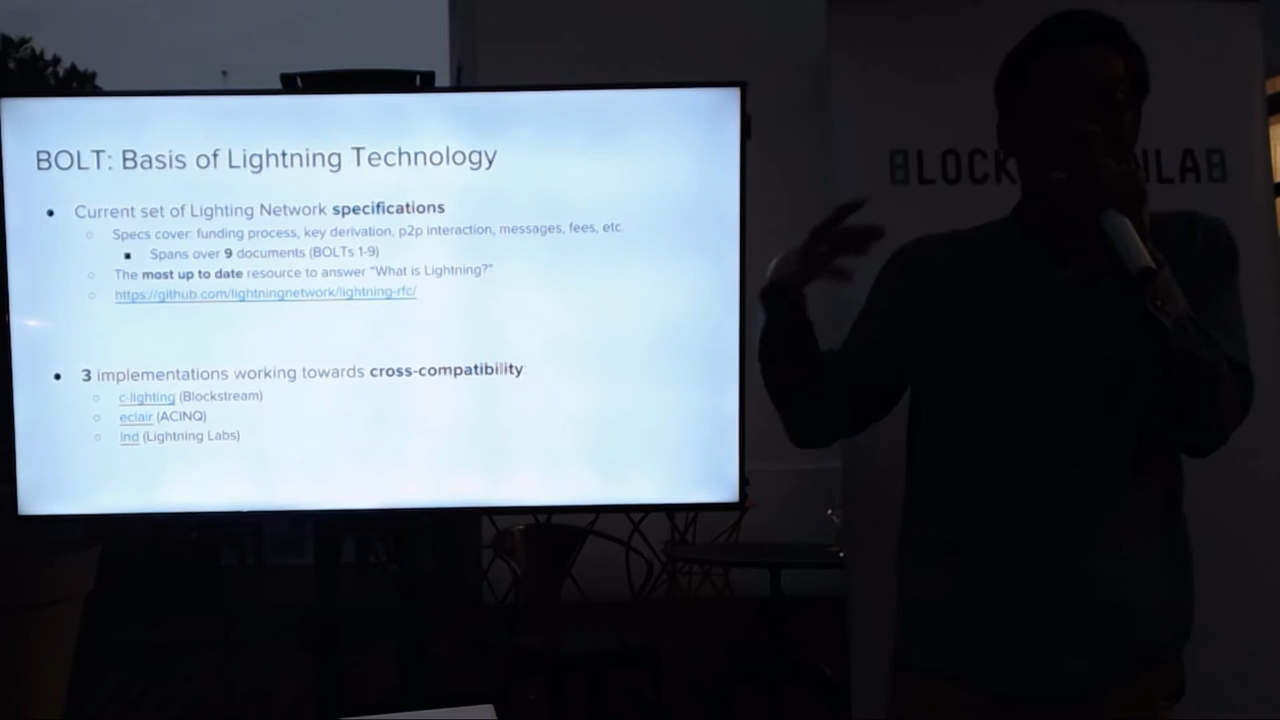 BOLT: Basis of Lightning Technology
• Current set of Lighting Network specifications
○ Specs cover: funding process, key derivation, p2p interaction, messages, fees, etc.
■ Spans over 9 documents (BOLTs 1-9)
○ The most up to date resource to answer "What is Lightning?"
○ https://github.com/lightningnetwork/lightning-rfc/
• 3 implementations working towards cross-compatibility
○ c-lighting (Blockstream)
○ eclair (ACINQ)
○ lnd (Lightning Labs)